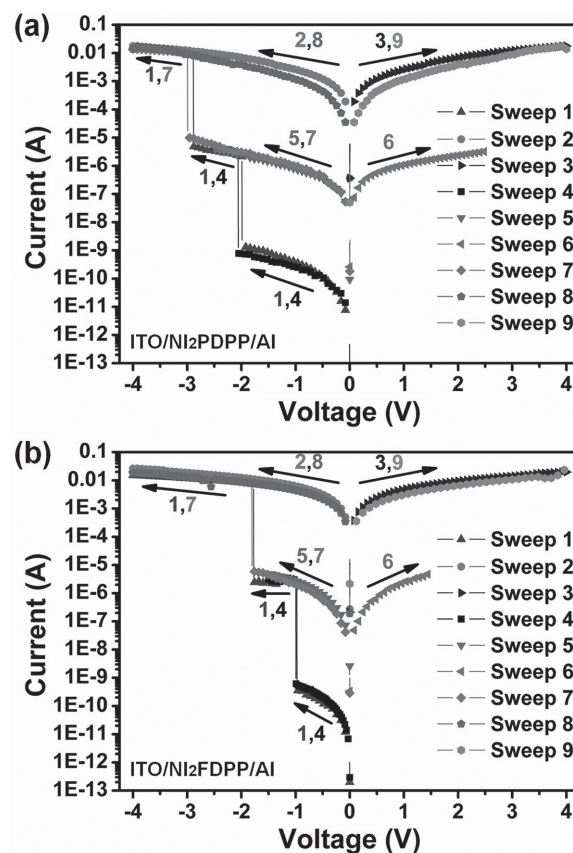 (a)
2,8
3,9
1,7
5,7
6
1,4
1,4
0.1
0.01
1E-3
1E-4
1E-5
1E-6
1E-7
1E-8
1E-9
1E-10
1E-11
1E-12
1E-13
Current (A)
Sweep 1
Sweep 2
Sweep 3
Sweep 4
Sweep 5
Sweep 6
Sweep 7
Sweep 8
Sweep 9
ITO/NI₂PDPP/Al
-4 -3 -2 -1 0 1 2 3 4
Voltage (V)
(b)
2,8
3,9
1,7
5,7
6
1,4
1,4
0.1
0.01
1E-3
1E-4
1E-5
1E-6
1E-7
1E-8
1E-9
1E-10
1E-11
1E-12
1E-13
Current (A)
Sweep 1
Sweep 2
Sweep 3
Sweep 4
Sweep 5
Sweep 6
Sweep 7
Sweep 8
Sweep 9
ITO/NI₂FDPP/Al
-4 -3 -2 -1 0 1 2 3 4
Voltage (V)